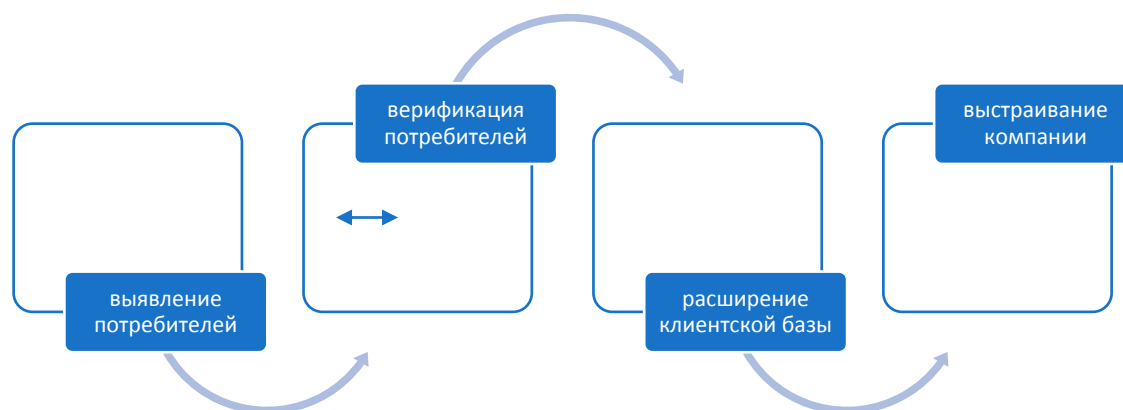 выявление
потребителей
верификация
потребителей
расширение
клиентской базы
выстраивание
компании